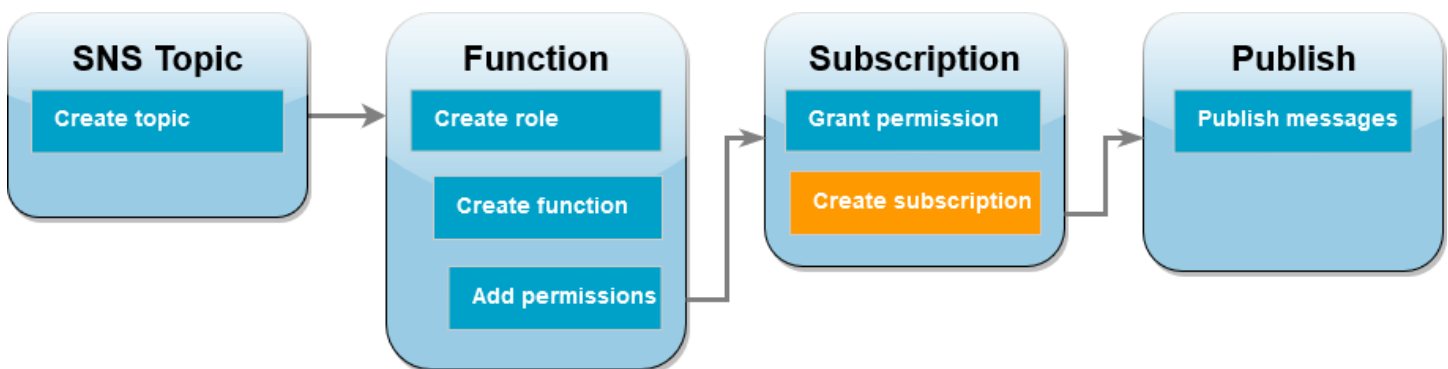 SNS Topic
Create topic
Function
Create role
Create function
Add permissions
Subscription
Grant permission
Create subscription
Publish
Publish messages